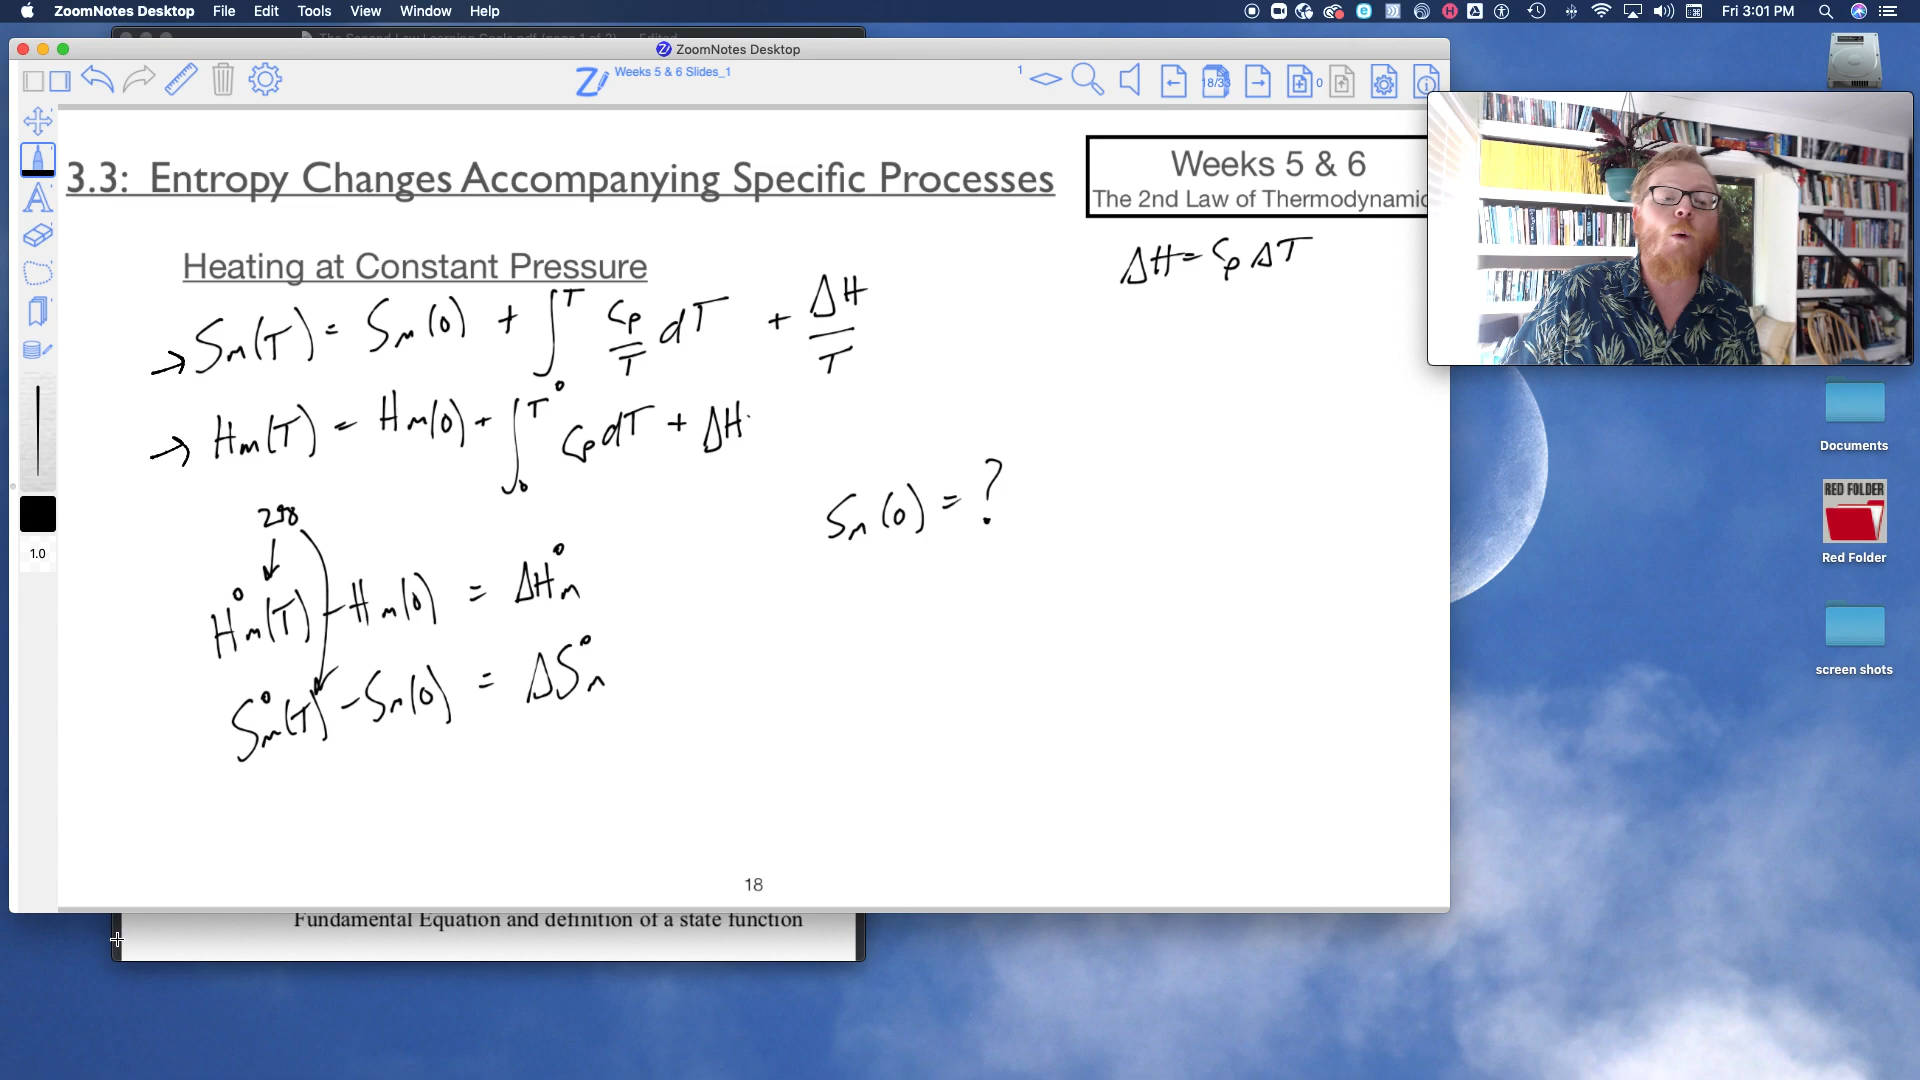 ZoomNotes Desktop File Edit Tools View Window Help
Fri 3:01 PM
ZoomNotes Desktop
Weeks 5 & 6 Slides_1
1
18/33
0
1.0
3.3: Entropy Changes Accompanying Specific Processes
Weeks 5 & 6
The 2nd Law of Thermodynamic
Heating at Constant Pressure
ΔH = Cp ΔT
→ Sm(T) = Sm(0) + ∫₀ᵀ Cp/T dT + ΔH/T
→ Hm(T) = Hm(0) + ∫₀ᵀ Cp dT + ΔH
Sm(0) = ?
298
H°m(T) - Hm(0) = ΔH°m
S°m(T) - Sm(0) = ΔS°m
18
Fundamental Equation and definition of a state function
Documents
RED FOLDER
Red Folder
screen shots